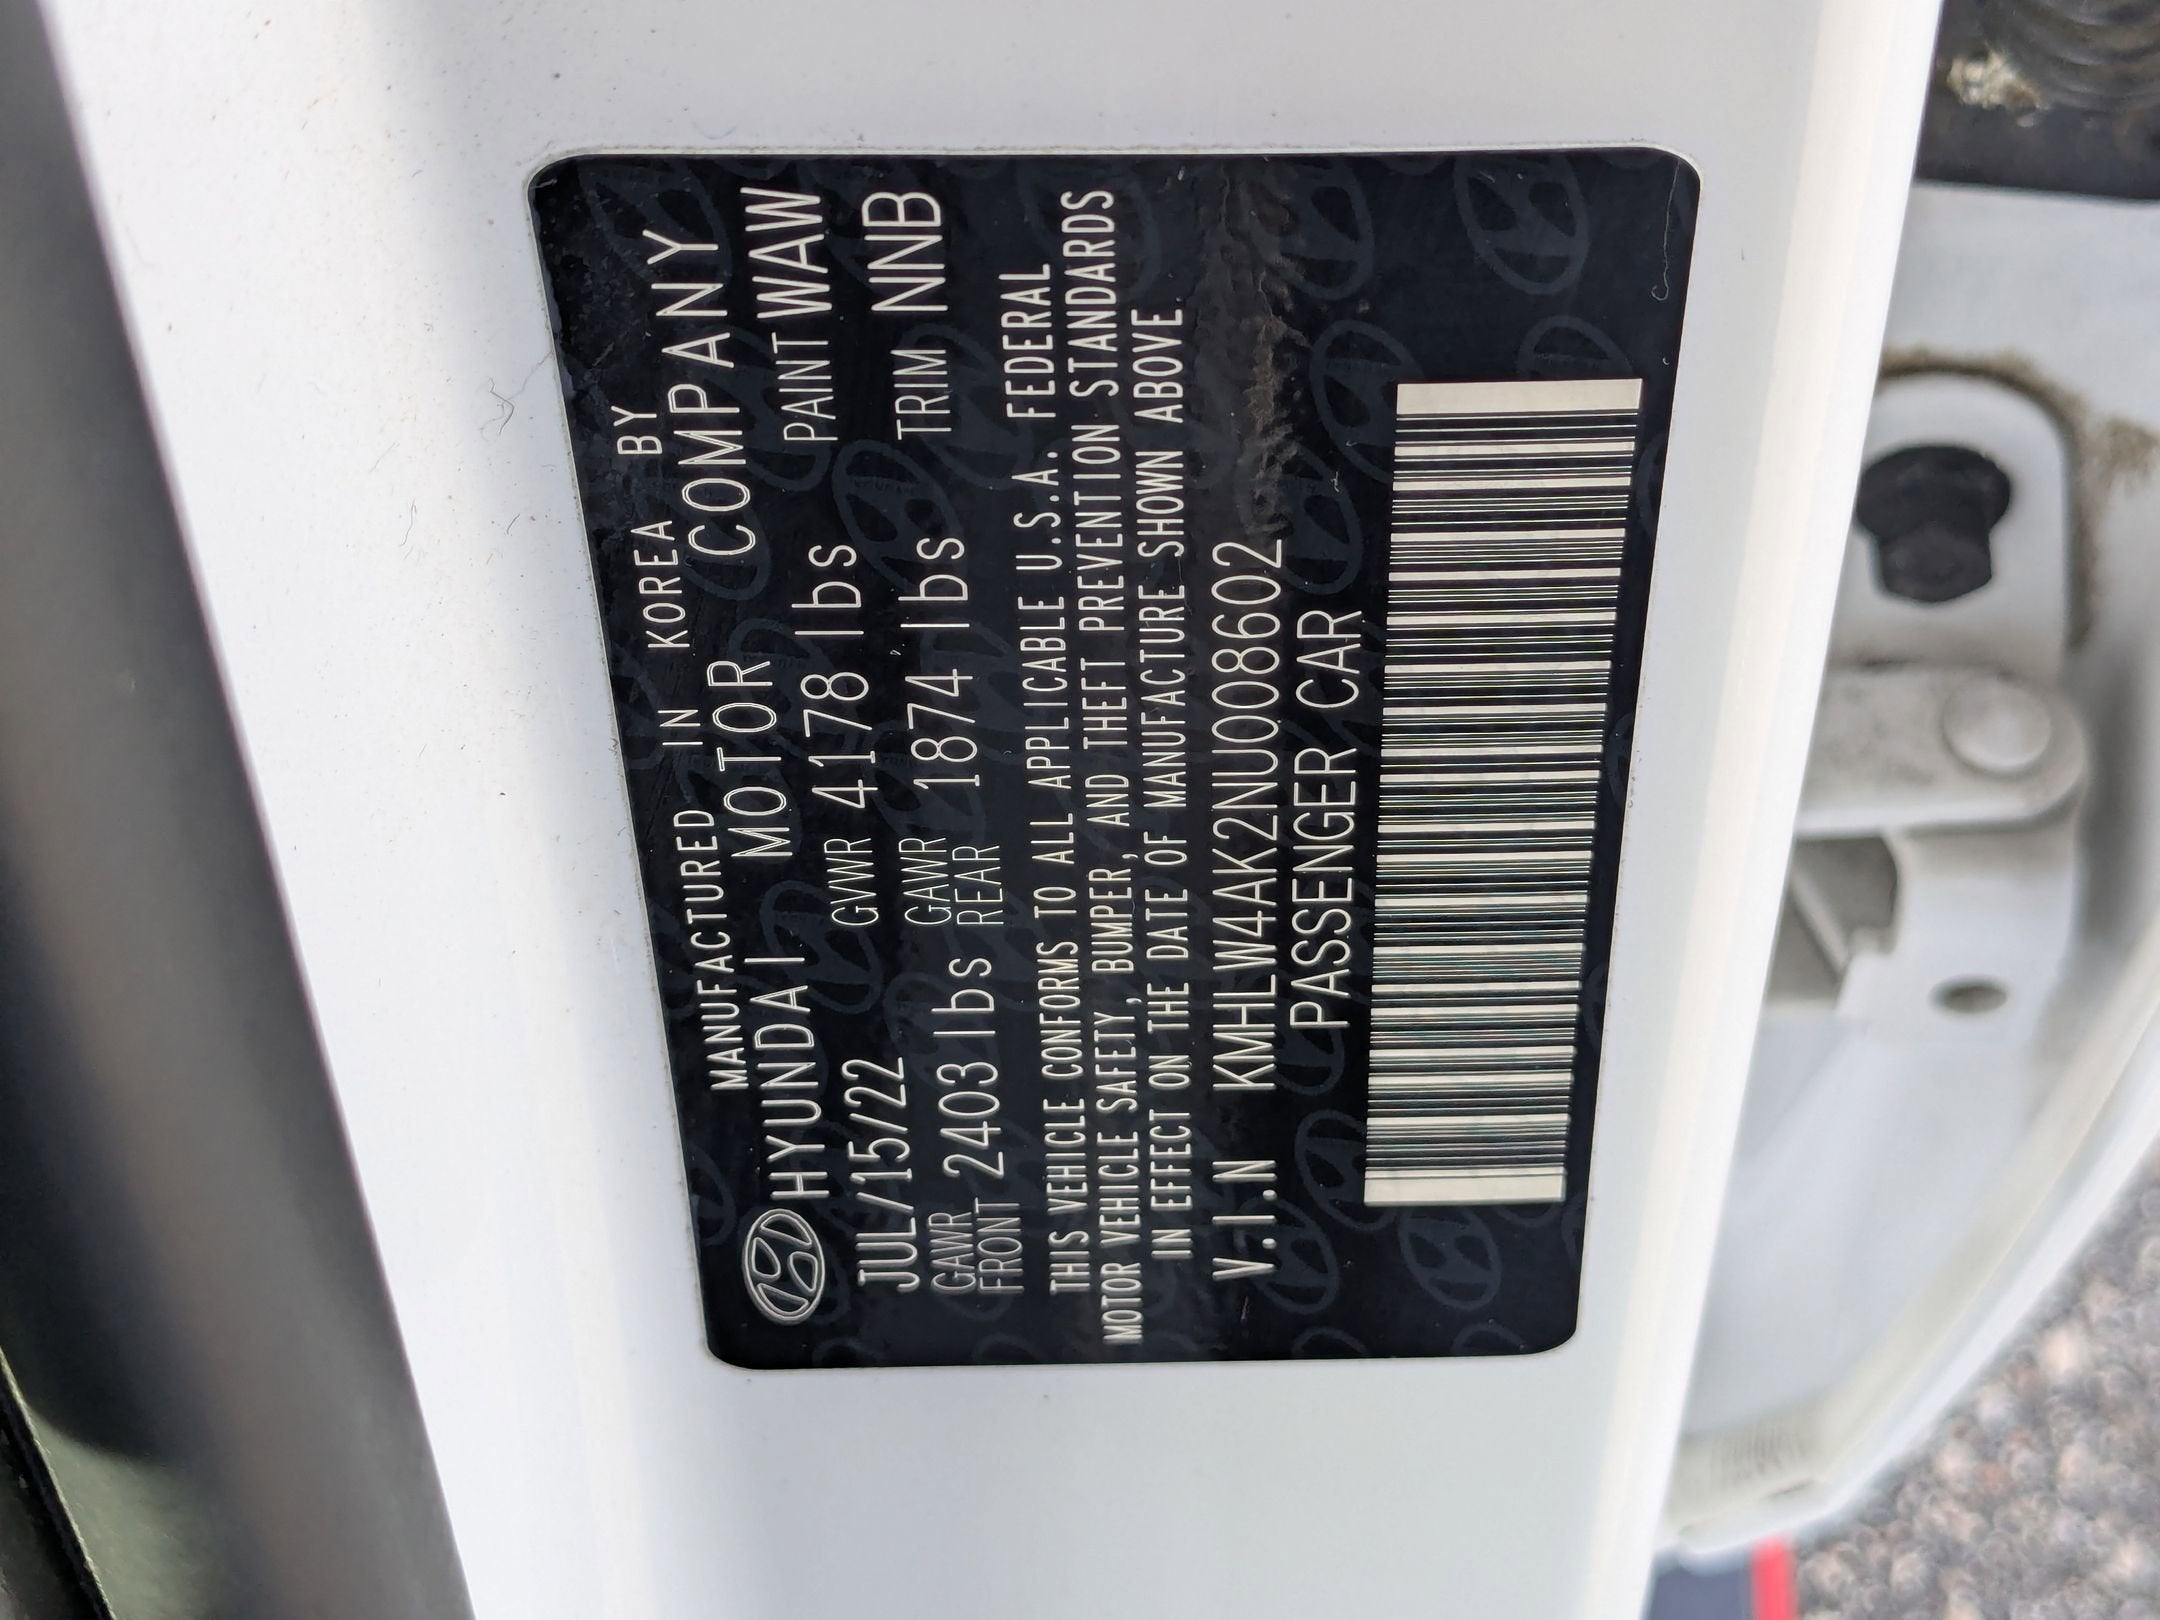 MANUFACTURED IN KOREA BY
HYUNDAI MOTOR COMPANY
JUL/15/22 GVWR 4178 lbs PAINT WAW
GAWR FRONT 2403 lbs GAWR REAR 1874 lbs TRIM NNB
THIS VEHICLE CONFORMS TO ALL APPLICABLE U.S.A. FEDERAL
MOTOR VEHICLE SAFETY, BUMPER, AND THEFT PREVENTION STANDARDS
IN EFFECT ON THE DATE OF MANUFACTURE SHOWN ABOVE
V.I.N KMHLW4AK2NU008602
PASSENGER CAR